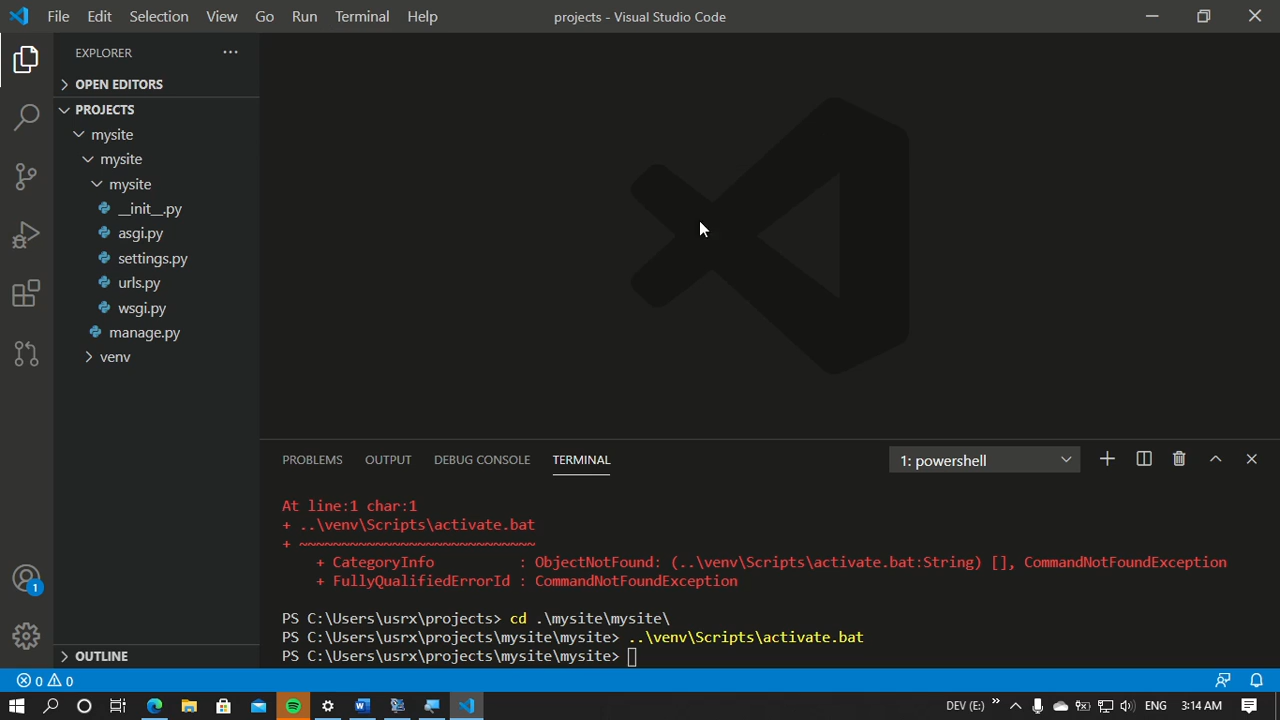 File Edit Selection View Go Run Terminal Help projects - Visual Studio Code
EXPLORER
OPEN EDITORS
PROJECTS
mysite
mysite
mysite
__init__.py
asgi.py
settings.py
urls.py
wsgi.py
manage.py
venv
OUTLINE
PROBLEMS OUTPUT DEBUG CONSOLE TERMINAL 1: powershell
At line:1 char:1
+ ..\venv\Scripts\activate.bat
+ ~~~~~~~~~~~~~~~~~~~~~~~~~~~~
+ CategoryInfo : ObjectNotFound: (..\venv\Scripts\activate.bat:String) [], CommandNotFoundException
+ FullyQualifiedErrorId : CommandNotFoundException
PS C:\Users\usrx\projects> cd .\mysite\mysite\
PS C:\Users\usrx\projects\mysite\mysite> ..\venv\Scripts\activate.bat
PS C:\Users\usrx\projects\mysite\mysite>
1
0 0
DEV (E:) » ENG 3:14 AM